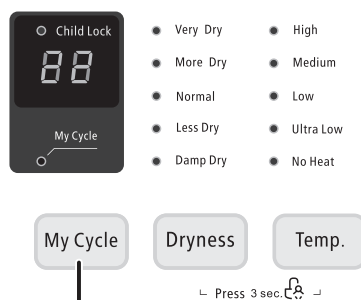 Child Lock
88
My Cycle
Very Dry
More Dry
Normal
Less Dry
Damp Dry
High
Medium
Low
Ultra Low
No Heat
My Cycle
Dryness
Temp.
Press 3 sec.